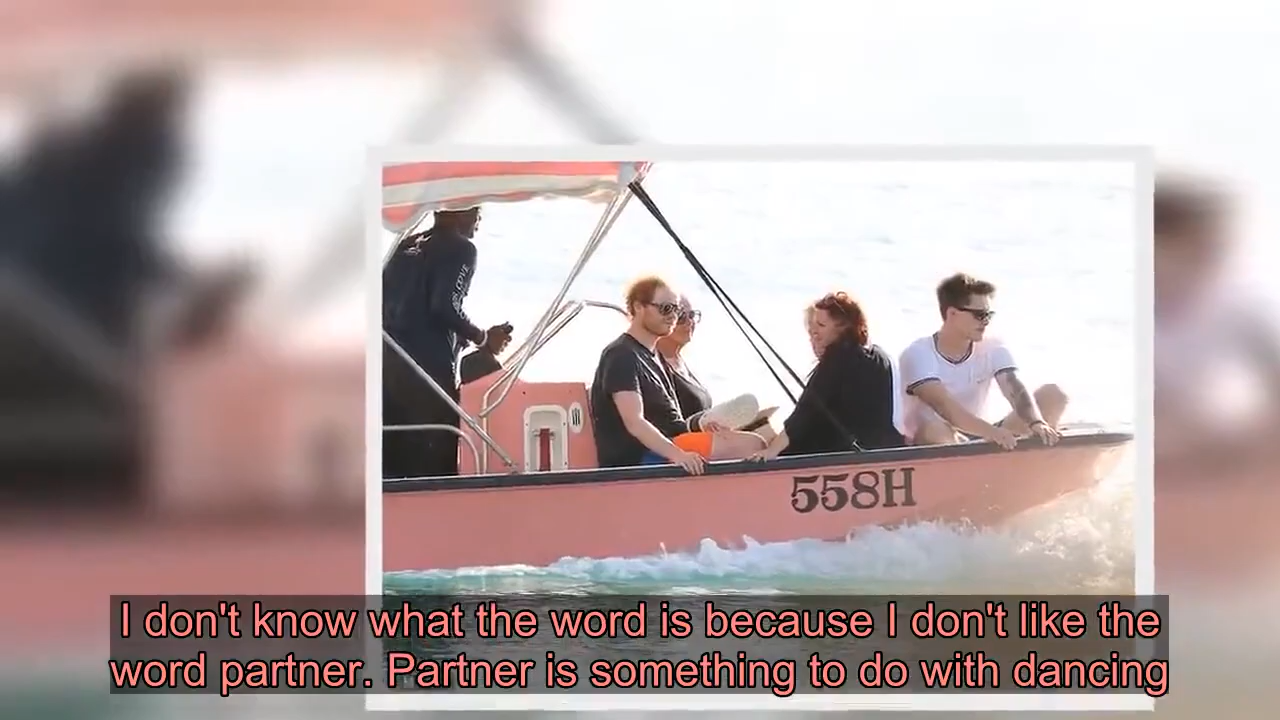 558H
I don't know what the word is because I don't like the
word partner. Partner is something to do with dancing